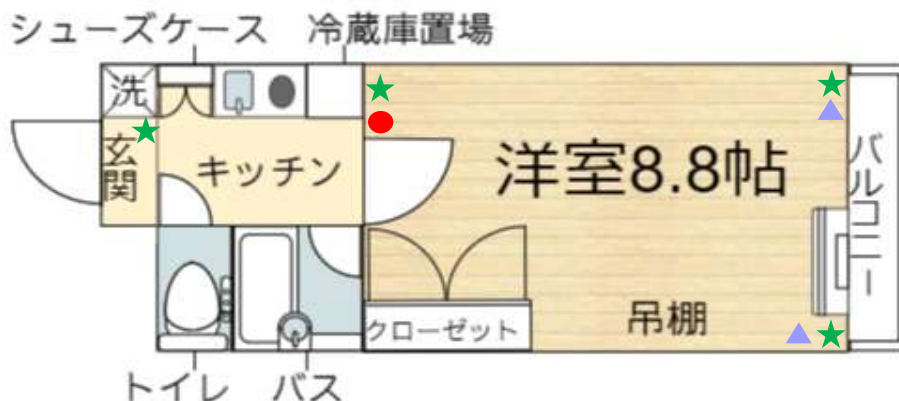 シューズケース
冷蔵庫置場
洗
玄関
キッチン
洋室8.8帖
バルコニー
吊棚
クローゼット
トイレ
バス